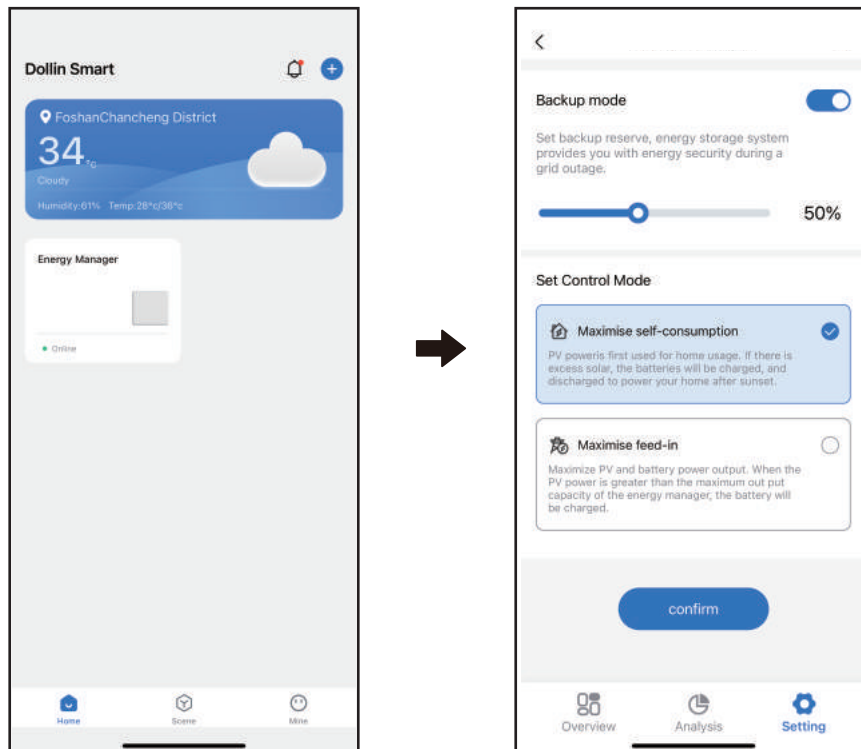 Dollin Smart
FoshanChancheng District
34°c
Cloudy
Humidity:61% Temp:28°c/36°c
Energy Manager
Online
Home
Scene
Mine
Backup mode
Set backup reserve, energy storage system
provides you with energy security during a
grid outage.
50%
Set Control Mode
Maximise self-consumption
PV poweris first used for home usage. If there is
excess solar, the batteries will be charged, and
discharged to power your home after sunset.
Maximise feed-in
Maximize PV and battery power output. When the
PV power is greater than the maximum out put
capacity of the energy manager, the battery will
be charged.
confirm
Overview
Analysis
Setting